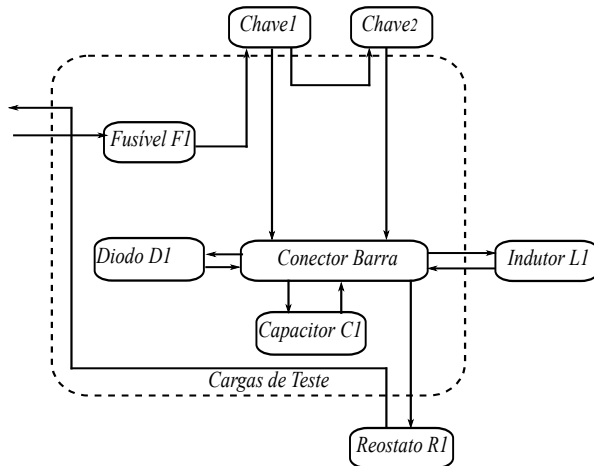 Chave1
Chave2
Fusível F1
Diodo D1
Conector Barra
Indutor L1
Capacitor C1
Cargas de Teste
Reostato R1